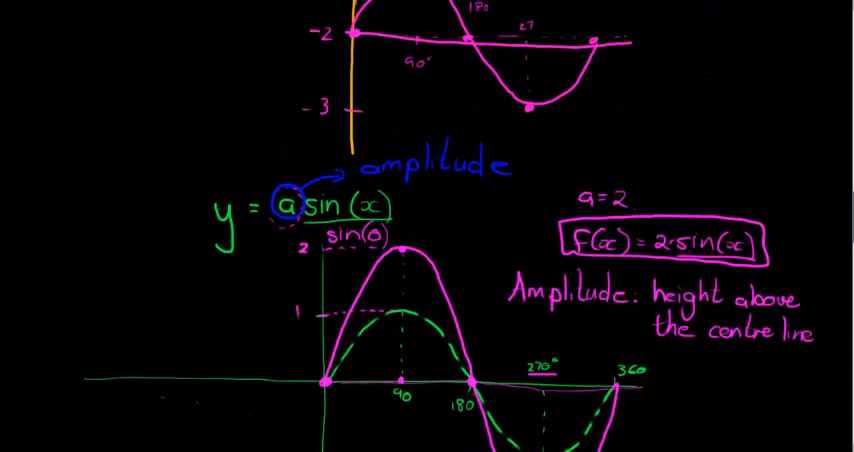 180
-2
27
90°
-3
amplitude
y = a sin(x)
a=2
sin(0)
f(x) = 2·sin(x)
2
Amplitude: height above
the centre line
1
270°
360
90
180